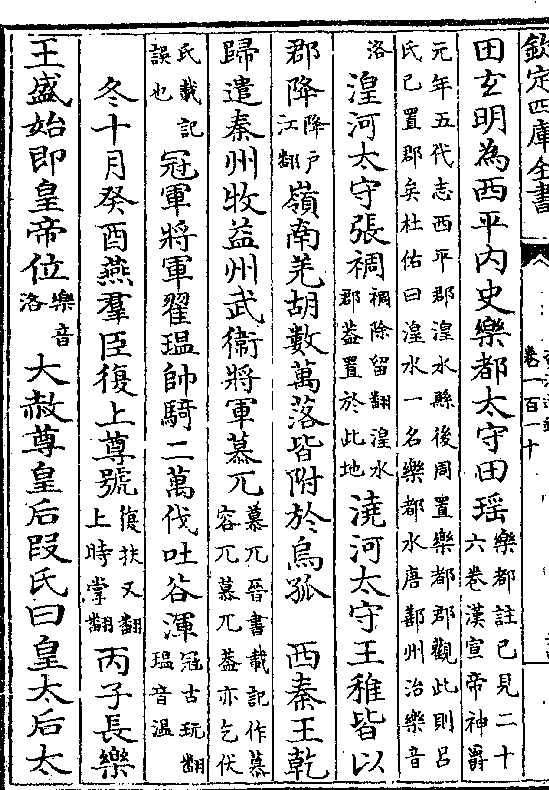 欽定四庫全書
卷一百一十
田玄明為西平内史樂都太守田瑤樂都註已見二十六卷漢宣帝神爵
元年五代志西平郡湟水縣後周置樂都郡觀此則吕
氏已置郡矣杜佑曰湟水一名樂都水唐鄯州治樂音
洛湟河太守張裯裯除留翻湟水郡葢置於此地澆河太守王稚皆以
郡降降户江翻嶺南羌胡數萬落皆附於烏孤 西秦王乾
歸遣秦州牧益州武衛將軍慕兀慕兀晉書載記作慕容兀慕兀葢亦乞伏
氏載記誤也冠軍將軍翟瑥帥騎二萬伐吐谷渾冠古玩翻瑥音温
冬十月癸酉燕羣臣復上尊號復扶又翻上時掌翻丙子長樂
王盛始即皇帝位樂音洛大赦尊皇后段氏曰皇太后太